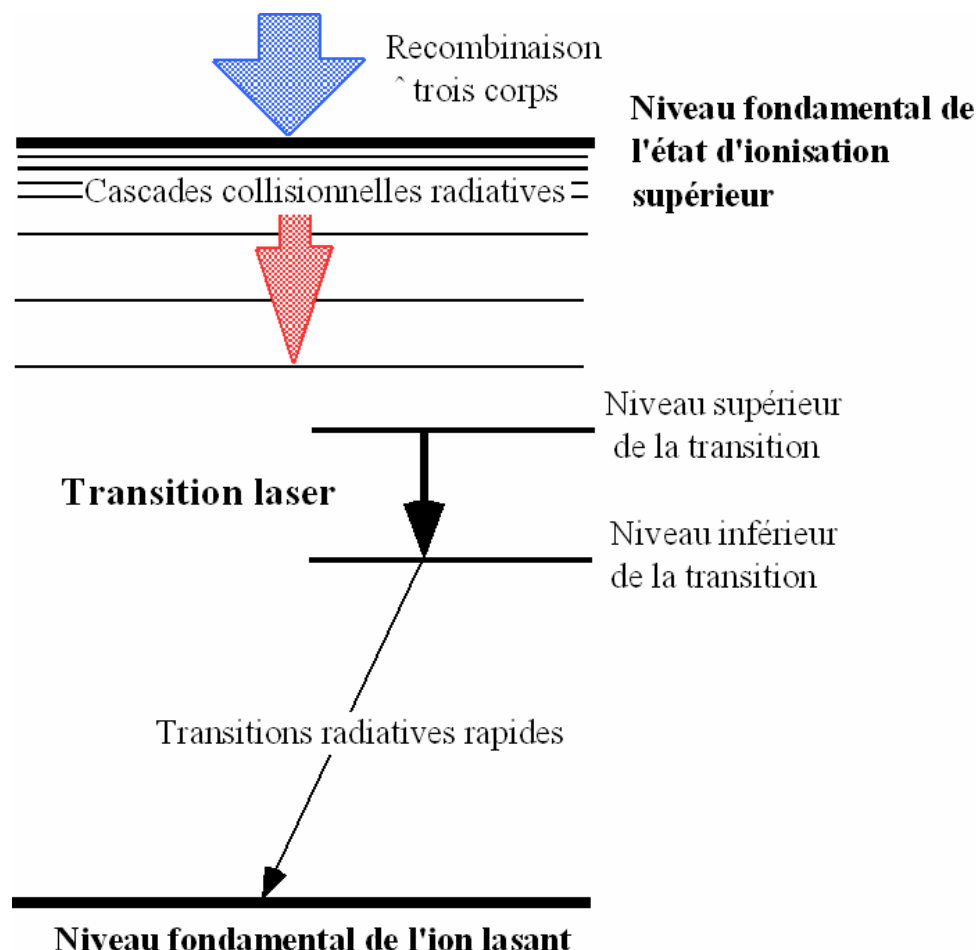 Recombinaison
ˆ trois corps
Niveau fondamental de
l'état d'ionisation
supérieur
Cascades collisionnelles radiatives
Niveau supérieur
de la transition
Transition laser
Niveau inférieur
de la transition
Transitions radiatives rapides
Niveau fondamental de l'ion lasant